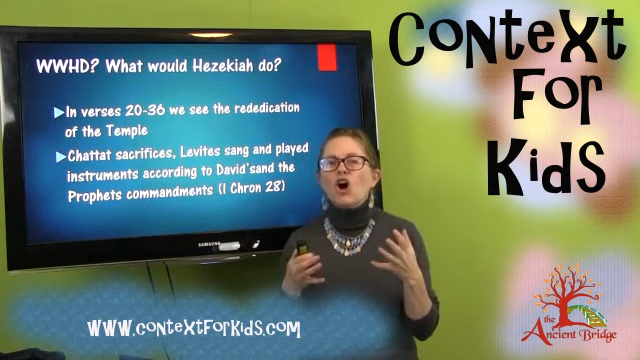 WWHD? What would Hezekiah do?
In verses 20-36 we see the rededication
of the Temple
Chattat sacrifices, Levites sang and played
instruments according to David'sand the
Prophets commandments (I Chron 28)
SAMSUNG
ConteXt
For
Kids
www.contextForkids.com
the
Ancient Bridge